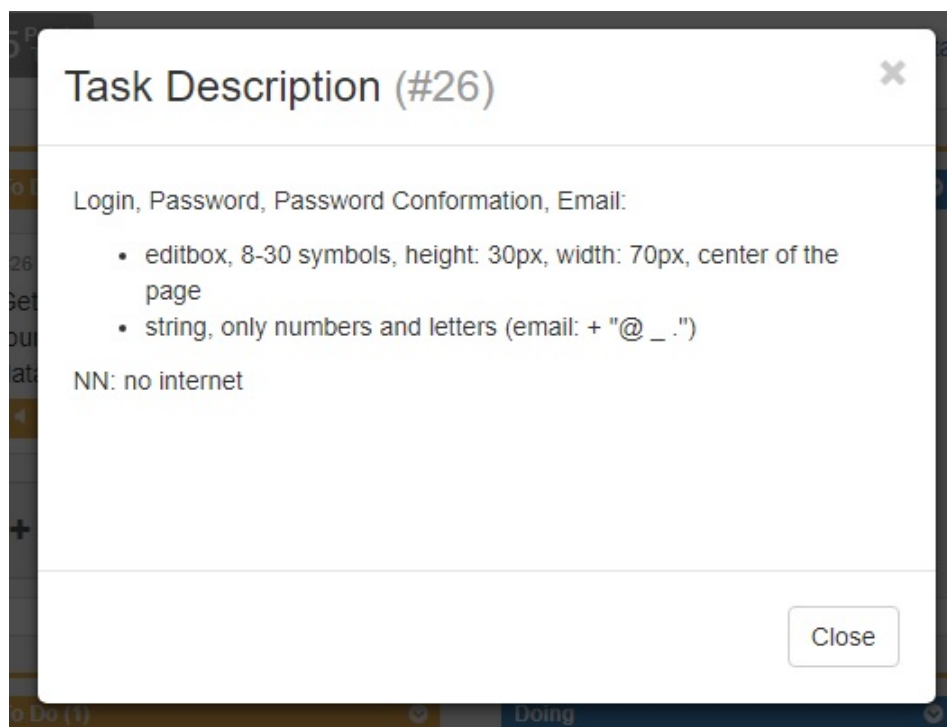 Task Description (#26)
Login, Password, Password Conformation, Email:
editbox, 8-30 symbols, height: 30px, width: 70px, center of the
page
string, only numbers and letters (email: + "@ _ .")
NN: no internet
Close
To Do (1)
Doing